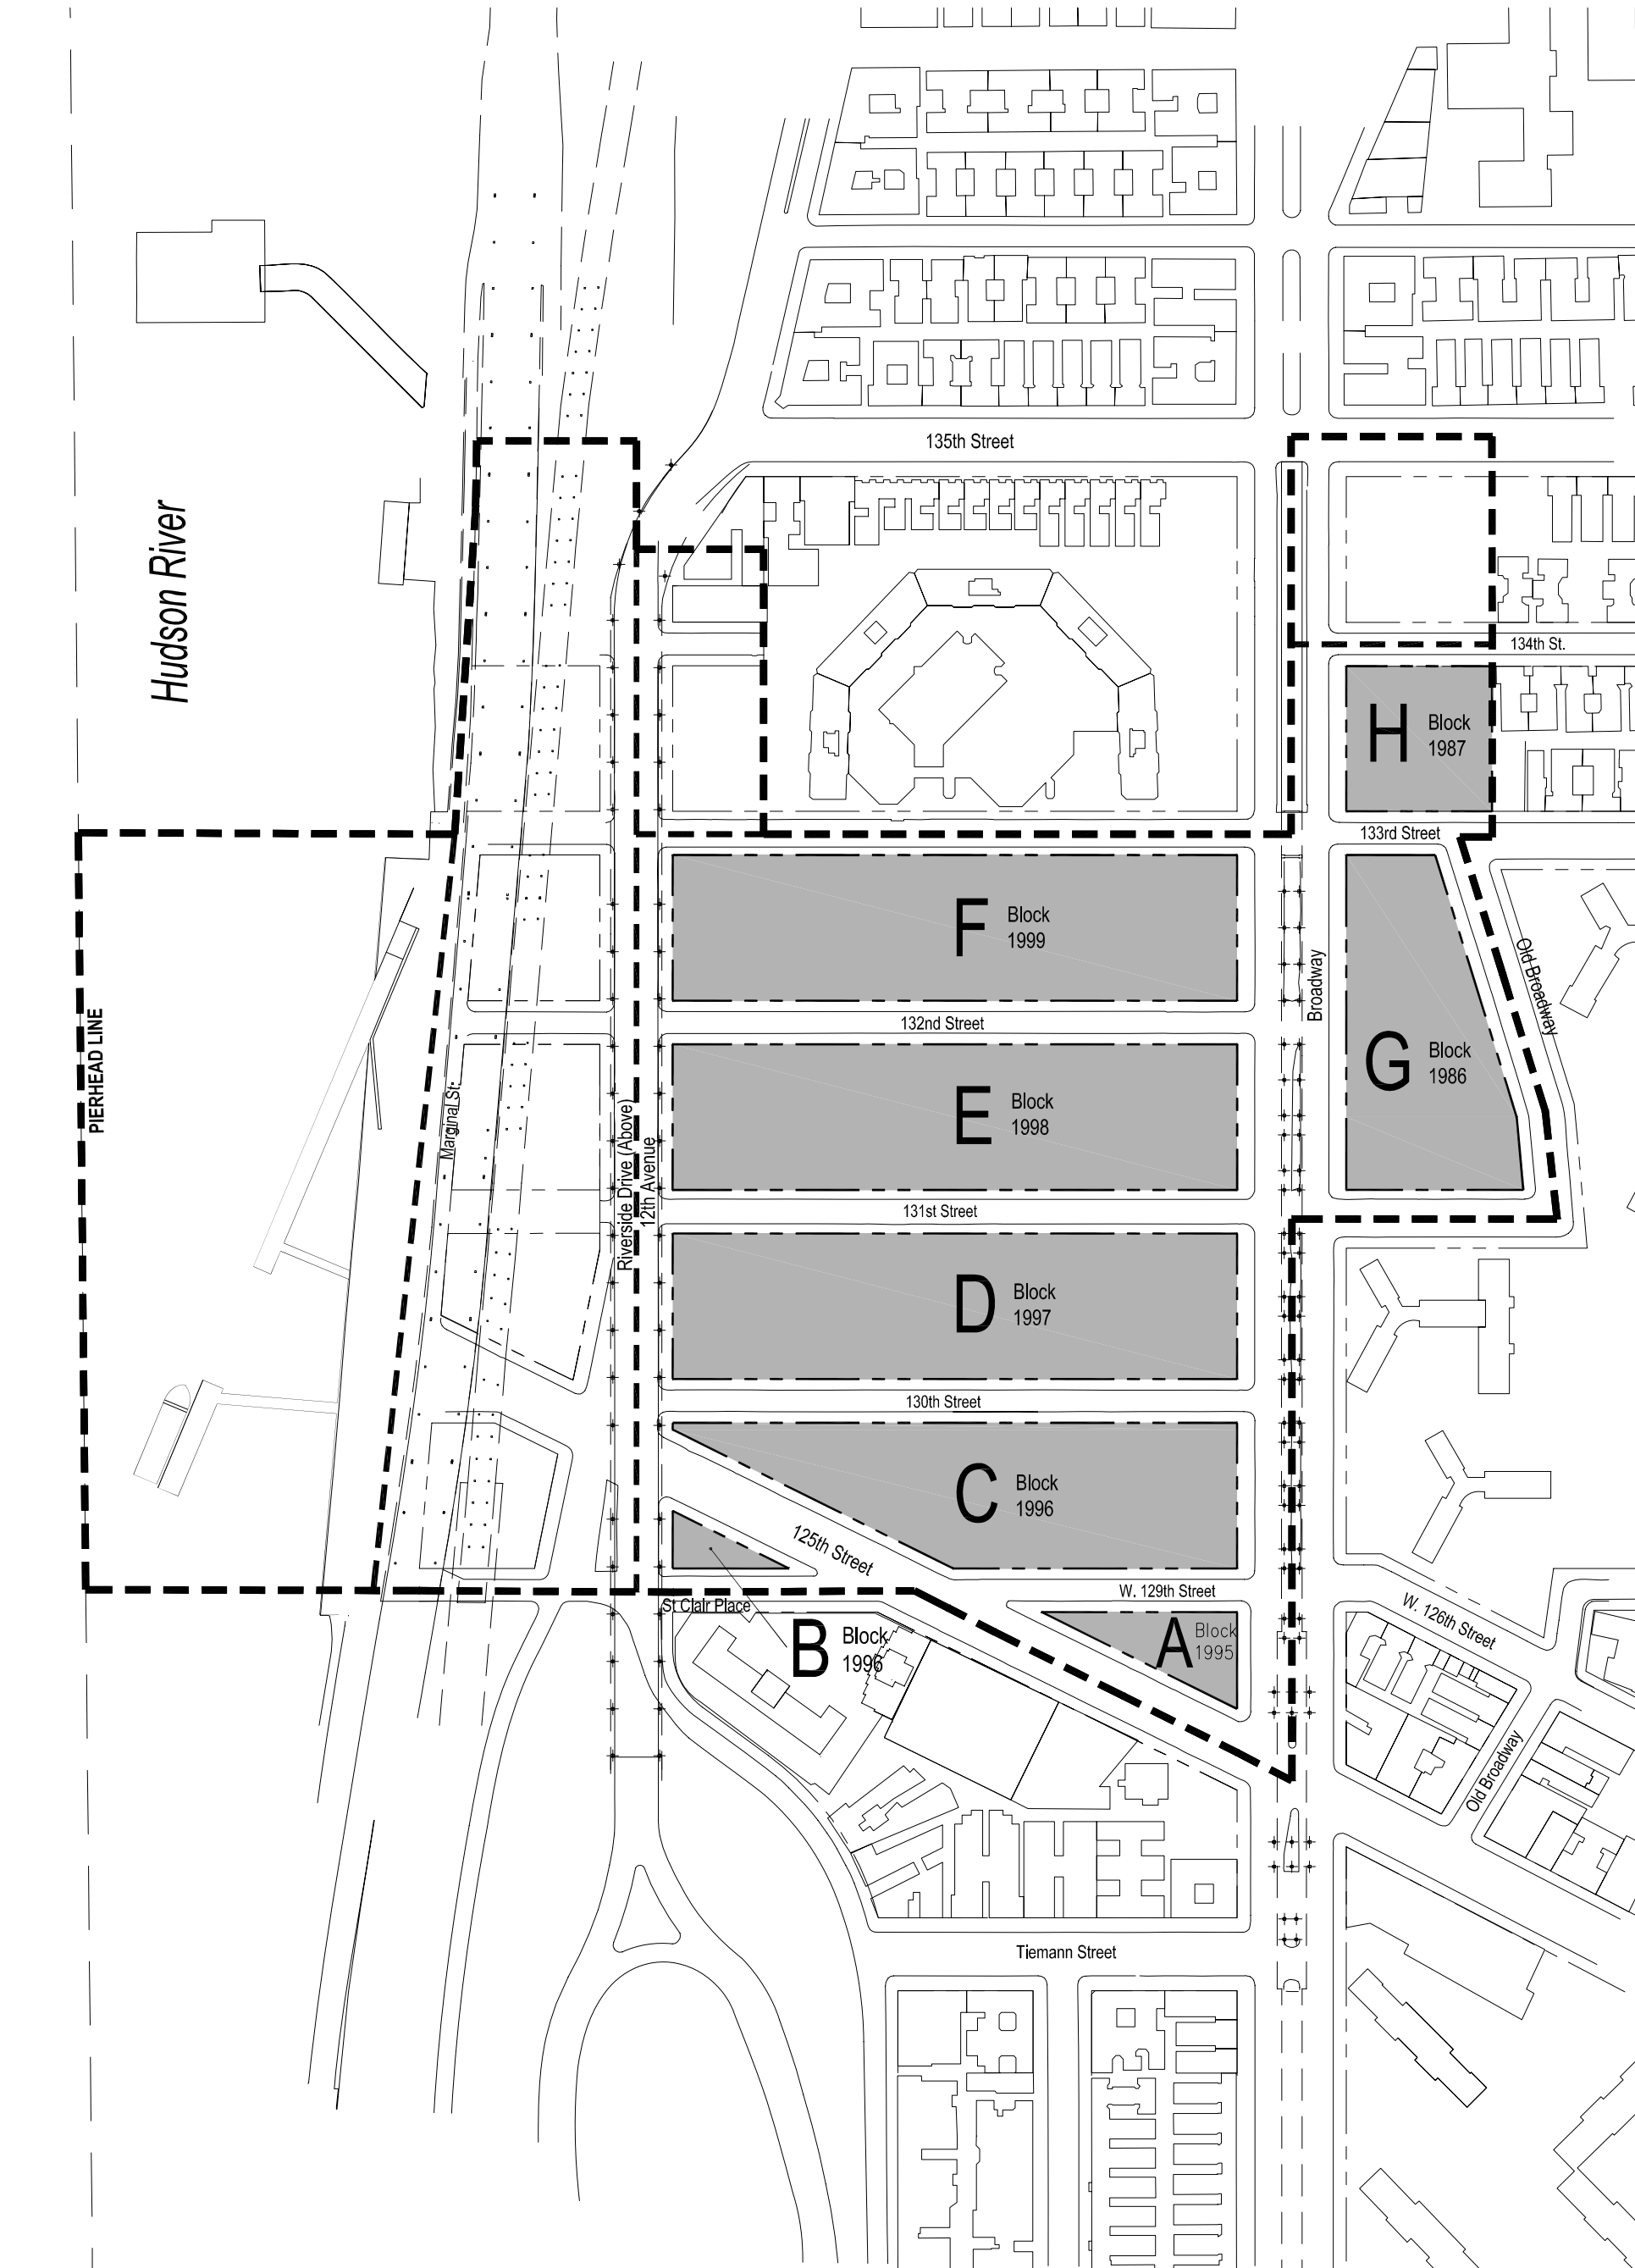 135th Street
Hudson River
134th St.
H
Block
1987
133rd Street
F
Block
1999
Broadway
Old Broadway
PIERHEAD LINE
132nd Street
G
Block
1986
Marginal St.
E
Block
1998
Riverside Drive (Above)
12th Avenue
131st Street
D
Block
1997
130th Street
C
Block
1996
125th Street
W. 129th Street
St Clair Place
W. 126th Street
B
Block
1996
A
Block
1995
Old Broadway
Tiemann Street